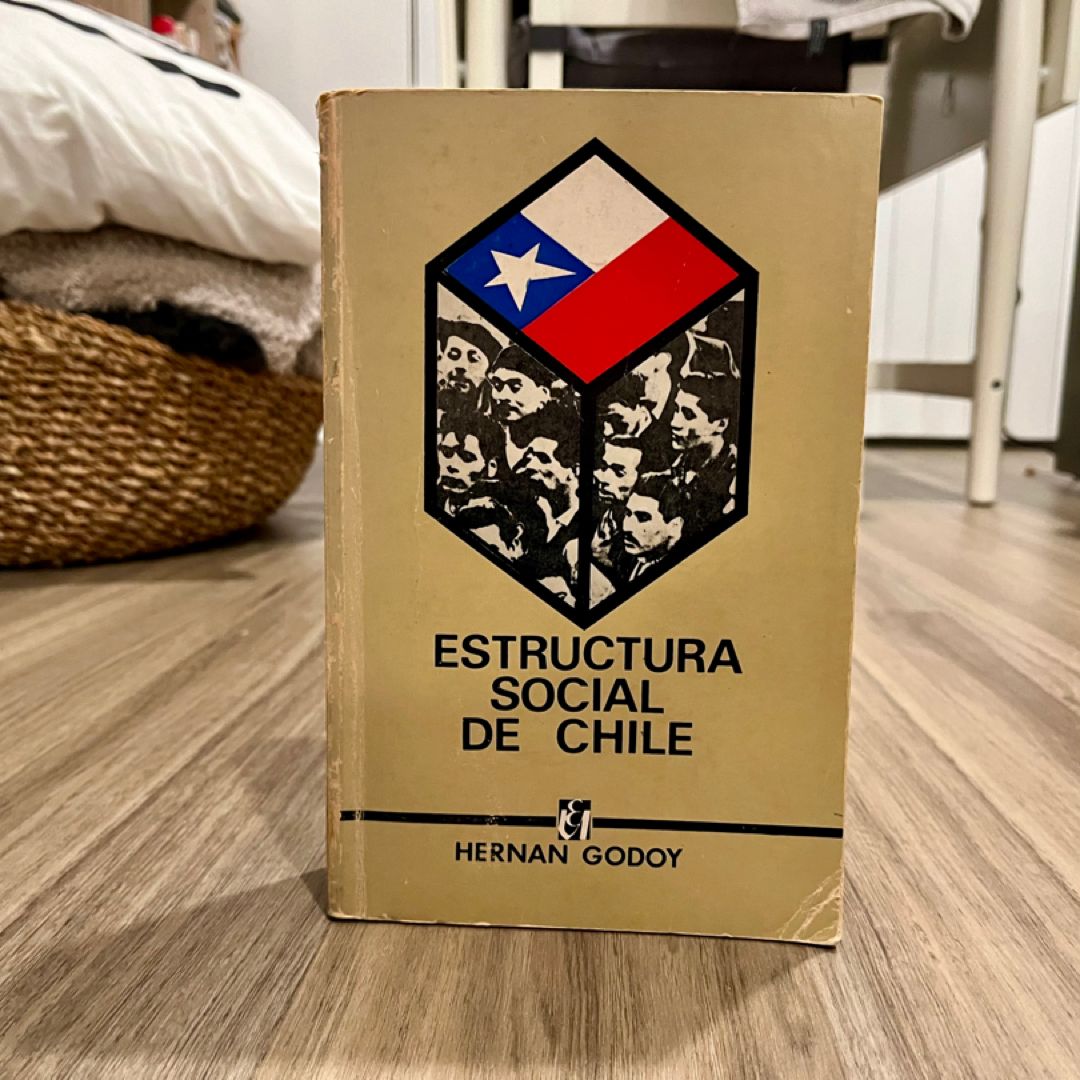 ESTRUCTURA
SOCIAL
DE CHILE
HERNAN GODOY